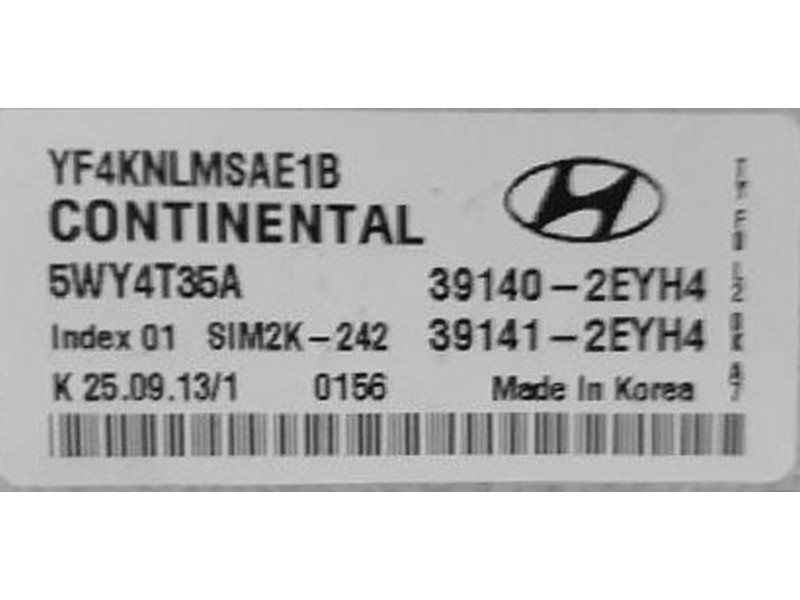 YF4KNLMSAE1B
CONTINENTAL
5WY4T35A 39140-2EYH4
Index 01 SIM2K-242 39141-2EYH4
K 25.09.13/1 0156 Made In Korea